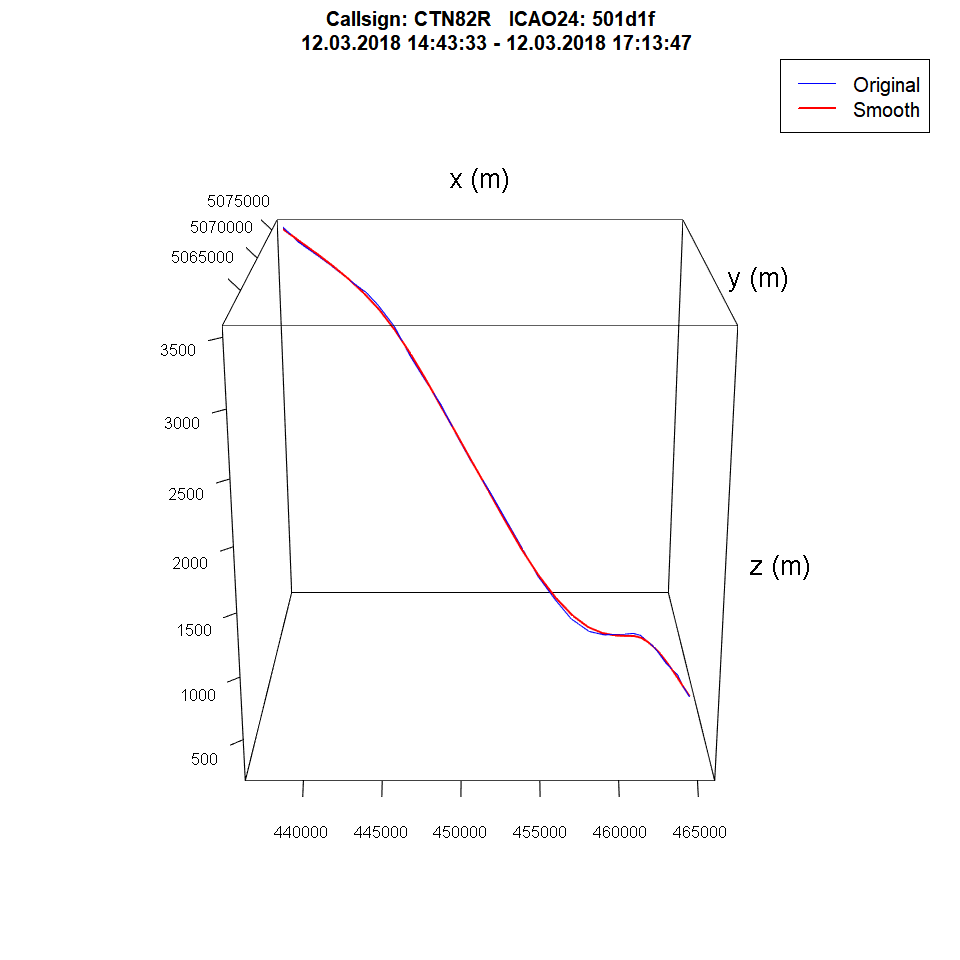 Callsign: CTN82R   ICAO24: 501d1f
12.03.2018 14:43:33 - 12.03.2018 17:13:47
Original
Smooth
x (m)
5075000
5070000
5065000
y (m)
3500
3000
2500
2000
z (m)
1500
1000
500
440000 445000 450000 455000 460000 465000